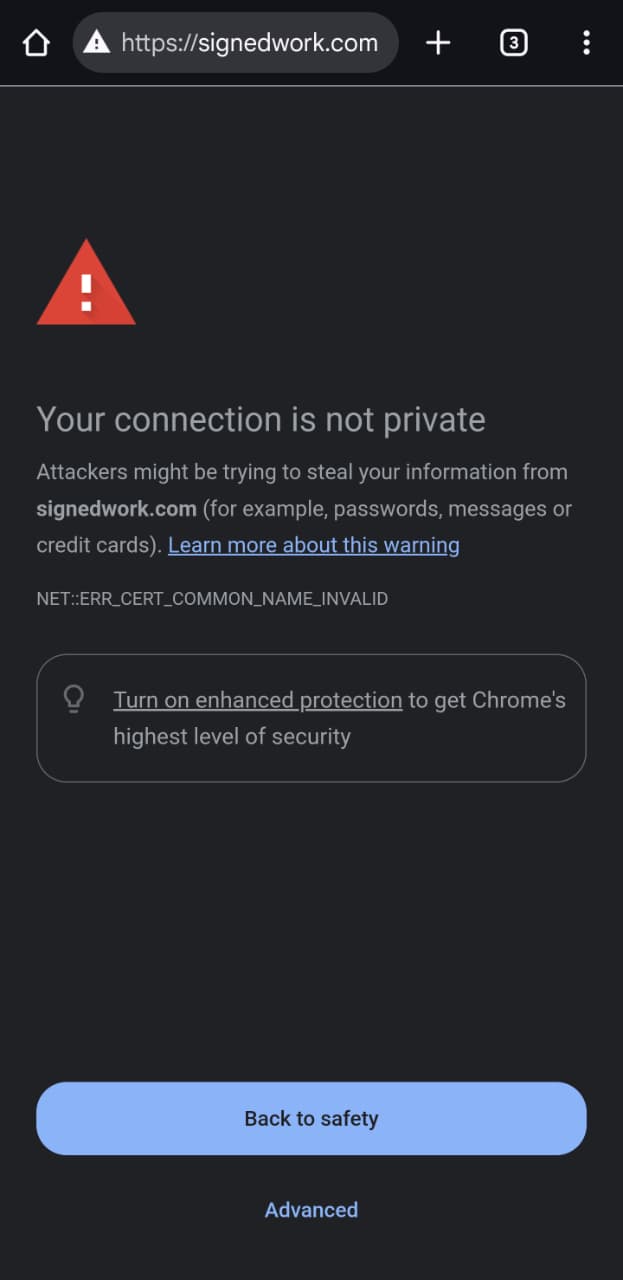 https://signedwork.com
3
Your connection is not private
Attackers might be trying to steal your information from
signedwork.com (for example, passwords, messages or
credit cards). Learn more about this warning
NET::ERR_CERT_COMMON_NAME_INVALID
Turn on enhanced protection to get Chrome's
highest level of security
Back to safety
Advanced